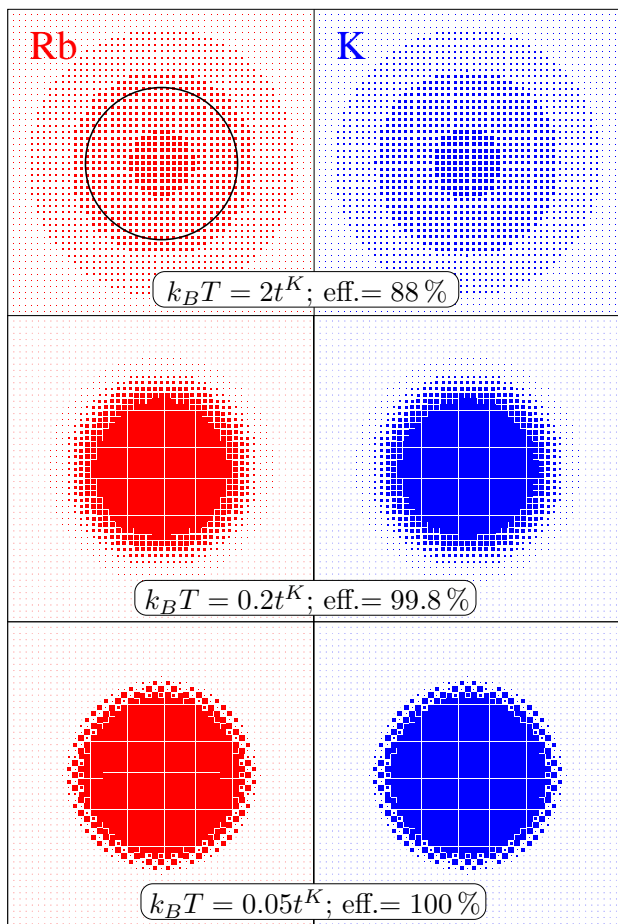 Rb
K
k_BT = 2t^K; eff.= 88 %
k_BT = 0.2t^K; eff.= 99.8 %
k_BT = 0.05t^K; eff.= 100 %